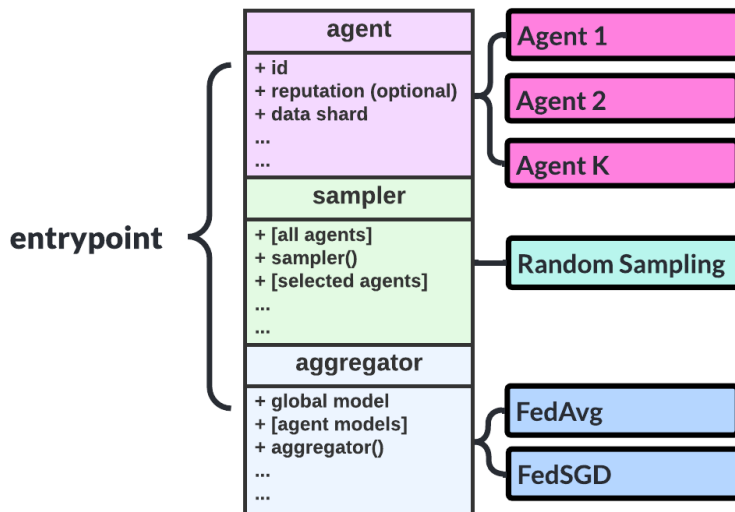 entrypoint
agent
+ id
+ reputation (optional)
+ data shard
...
...
sampler
+ [all agents]
+ sampler()
+ [selected agents]
...
...
aggregator
+ global model
+ [agent models]
+ aggregator()
...
...
Agent 1
Agent 2
Agent K
Random Sampling
FedAvg
FedSGD